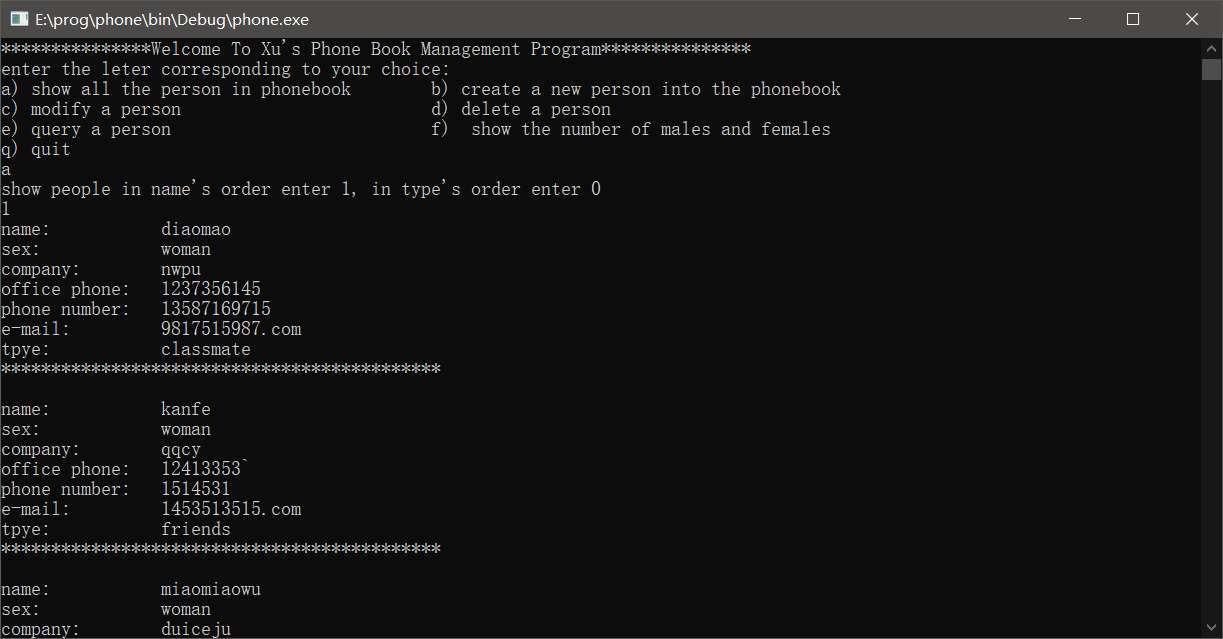 E:\prog\phone\bin\Debug\phone.exe
***************Welcome To Xu's Phone Book Management Program***************
enter the leter corresponding to your choice:
a) show all the person in phonebook        b) create a new person into the phonebook
c) modify a person                         d) delete a person
e) query a person                          f)  show the number of males and females
q) quit
a
show people in name's order enter 1, in type's order enter 0
1
name:           diaomao
sex:            woman
company:        nwpu
office phone:   1237356145
phone number:   13587169715
e-mail:         9817515987.com
tpye:           classmate
********************************************
name:           kanfe
sex:            woman
company:        qqcy
office phone:   12413353`
phone number:   1514531
e-mail:         1453513515.com
tpye:           friends
********************************************
name:           miaomiaowu
sex:            woman
company:        duiceju